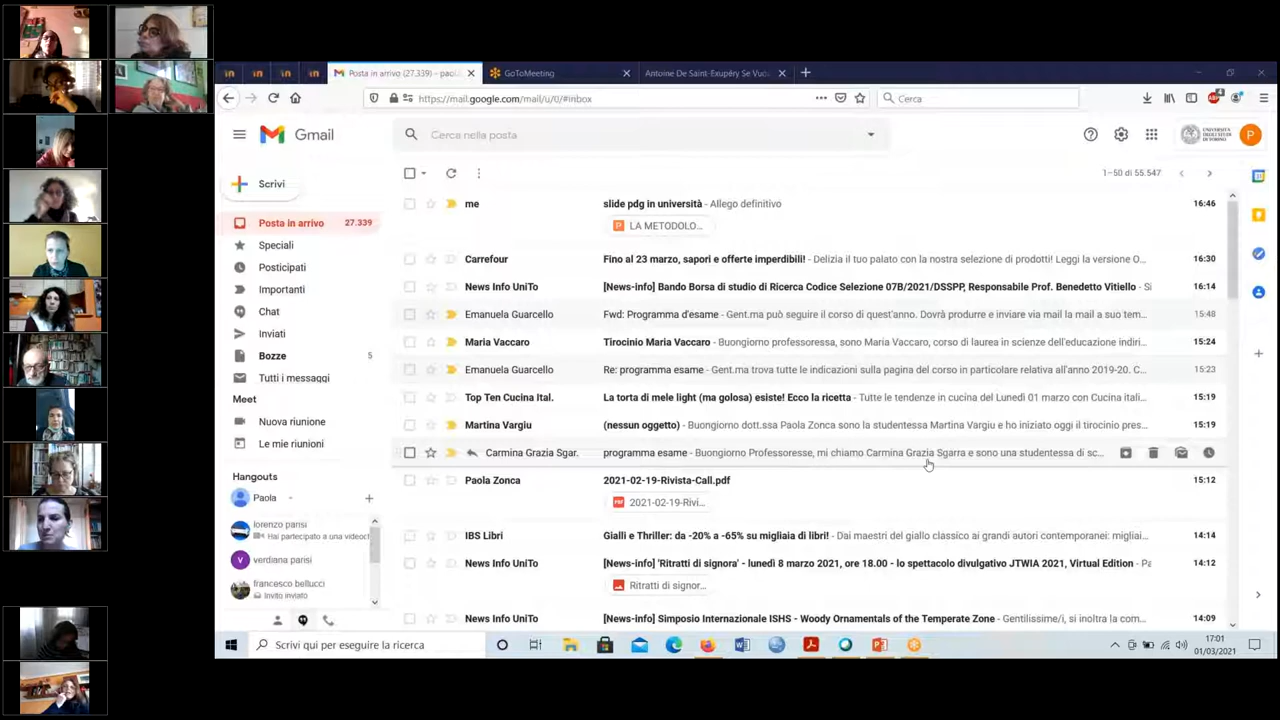 Posta in arrivo (27.339) – paol
GoToMeeting
Antoine De Saint-Exupéry Se Vuo
https://mail.google.com/mail/u/0/#inbox
Cerca
Gmail
Cerca nella posta
UNIVERSITÀ DEGLI STUDI DI TORINO
P
Scrivi
1–50 di 55.547
Posta in arrivo 27.339
Speciali
Posticipati
Importanti
Chat
Inviati
Bozze 5
Tutti i messaggi
Meet
Nuova riunione
Le mie riunioni
Hangouts
Paola
lorenzo parisi
Hai partecipato a una videoch
verdiana parisi
francesco bellucci
Invito inviato
me slide pdg in università - Allego definitivo 16:46
LA METODOLO...
Carrefour Fino al 23 marzo, sapori e offerte imperdibili! - Delizia il tuo palato con la nostra selezione di prodotti! Leggi la versione O... 16:30
News Info UniTo [News-info] Bando Borsa di studio di Ricerca Codice Selezione 07B/2021/DSSPP, Responsabile Prof. Benedetto Vitiello - Si 16:14
Emanuela Guarcello Fwd: Programma d'esame - Gent.ma può seguire il corso di quest'anno. Dovrà produrre e inviare via mail la mail a suo tem... 15:48
Maria Vaccaro Tirocinio Maria Vaccaro - Buongiorno professoressa, sono Maria Vaccaro, corso di laurea in scienze dell'educazione indiri... 15:24
Emanuela Guarcello Re: programma esame - Gent.ma trova tutte le indicazioni sulla pagina del corso in particolare relativa all'anno 2019-20. C... 15:23
Top Ten Cucina Ital. La torta di mele light (ma golosa) esiste! Ecco la ricetta - Tutte le tendenze in cucina del Lunedì 01 marzo con Cucina itali... 15:19
Martina Vargiu (nessun oggetto) - Buongiorno dott.ssa Paola Zonca sono la studentessa Martina Vargiu e ho iniziato oggi il tirocinio pres... 15:19
Carmina Grazia Sgar. programma esame - Buongiorno Professoresse, mi chiamo Carmina Grazia Sgarra e sono una studentessa di sc...
Paola Zonca 2021-02-19-Rivista-Call.pdf 15:12
PDF 2021-02-19-Rivi...
IBS Libri Gialli e Thriller: da -20% a -65% su migliaia di libri! - Dai maestri del giallo classico ai grandi autori contemporanei: migliai... 14:14
News Info UniTo [News-info] 'Ritratti di signora' - lunedì 8 marzo 2021, ore 18.00 - lo spettacolo divulgativo JTWIA 2021, Virtual Edition - Pa 14:12
Ritratti di signor...
News Info UniTo [News-info] Simposio Internazionale ISHS - Woody Ornamentals of the Temperate Zone - Gentilissime/i, si inoltra la com... 14:09
Scrivi qui per eseguire la ricerca
17:01
01/03/2021